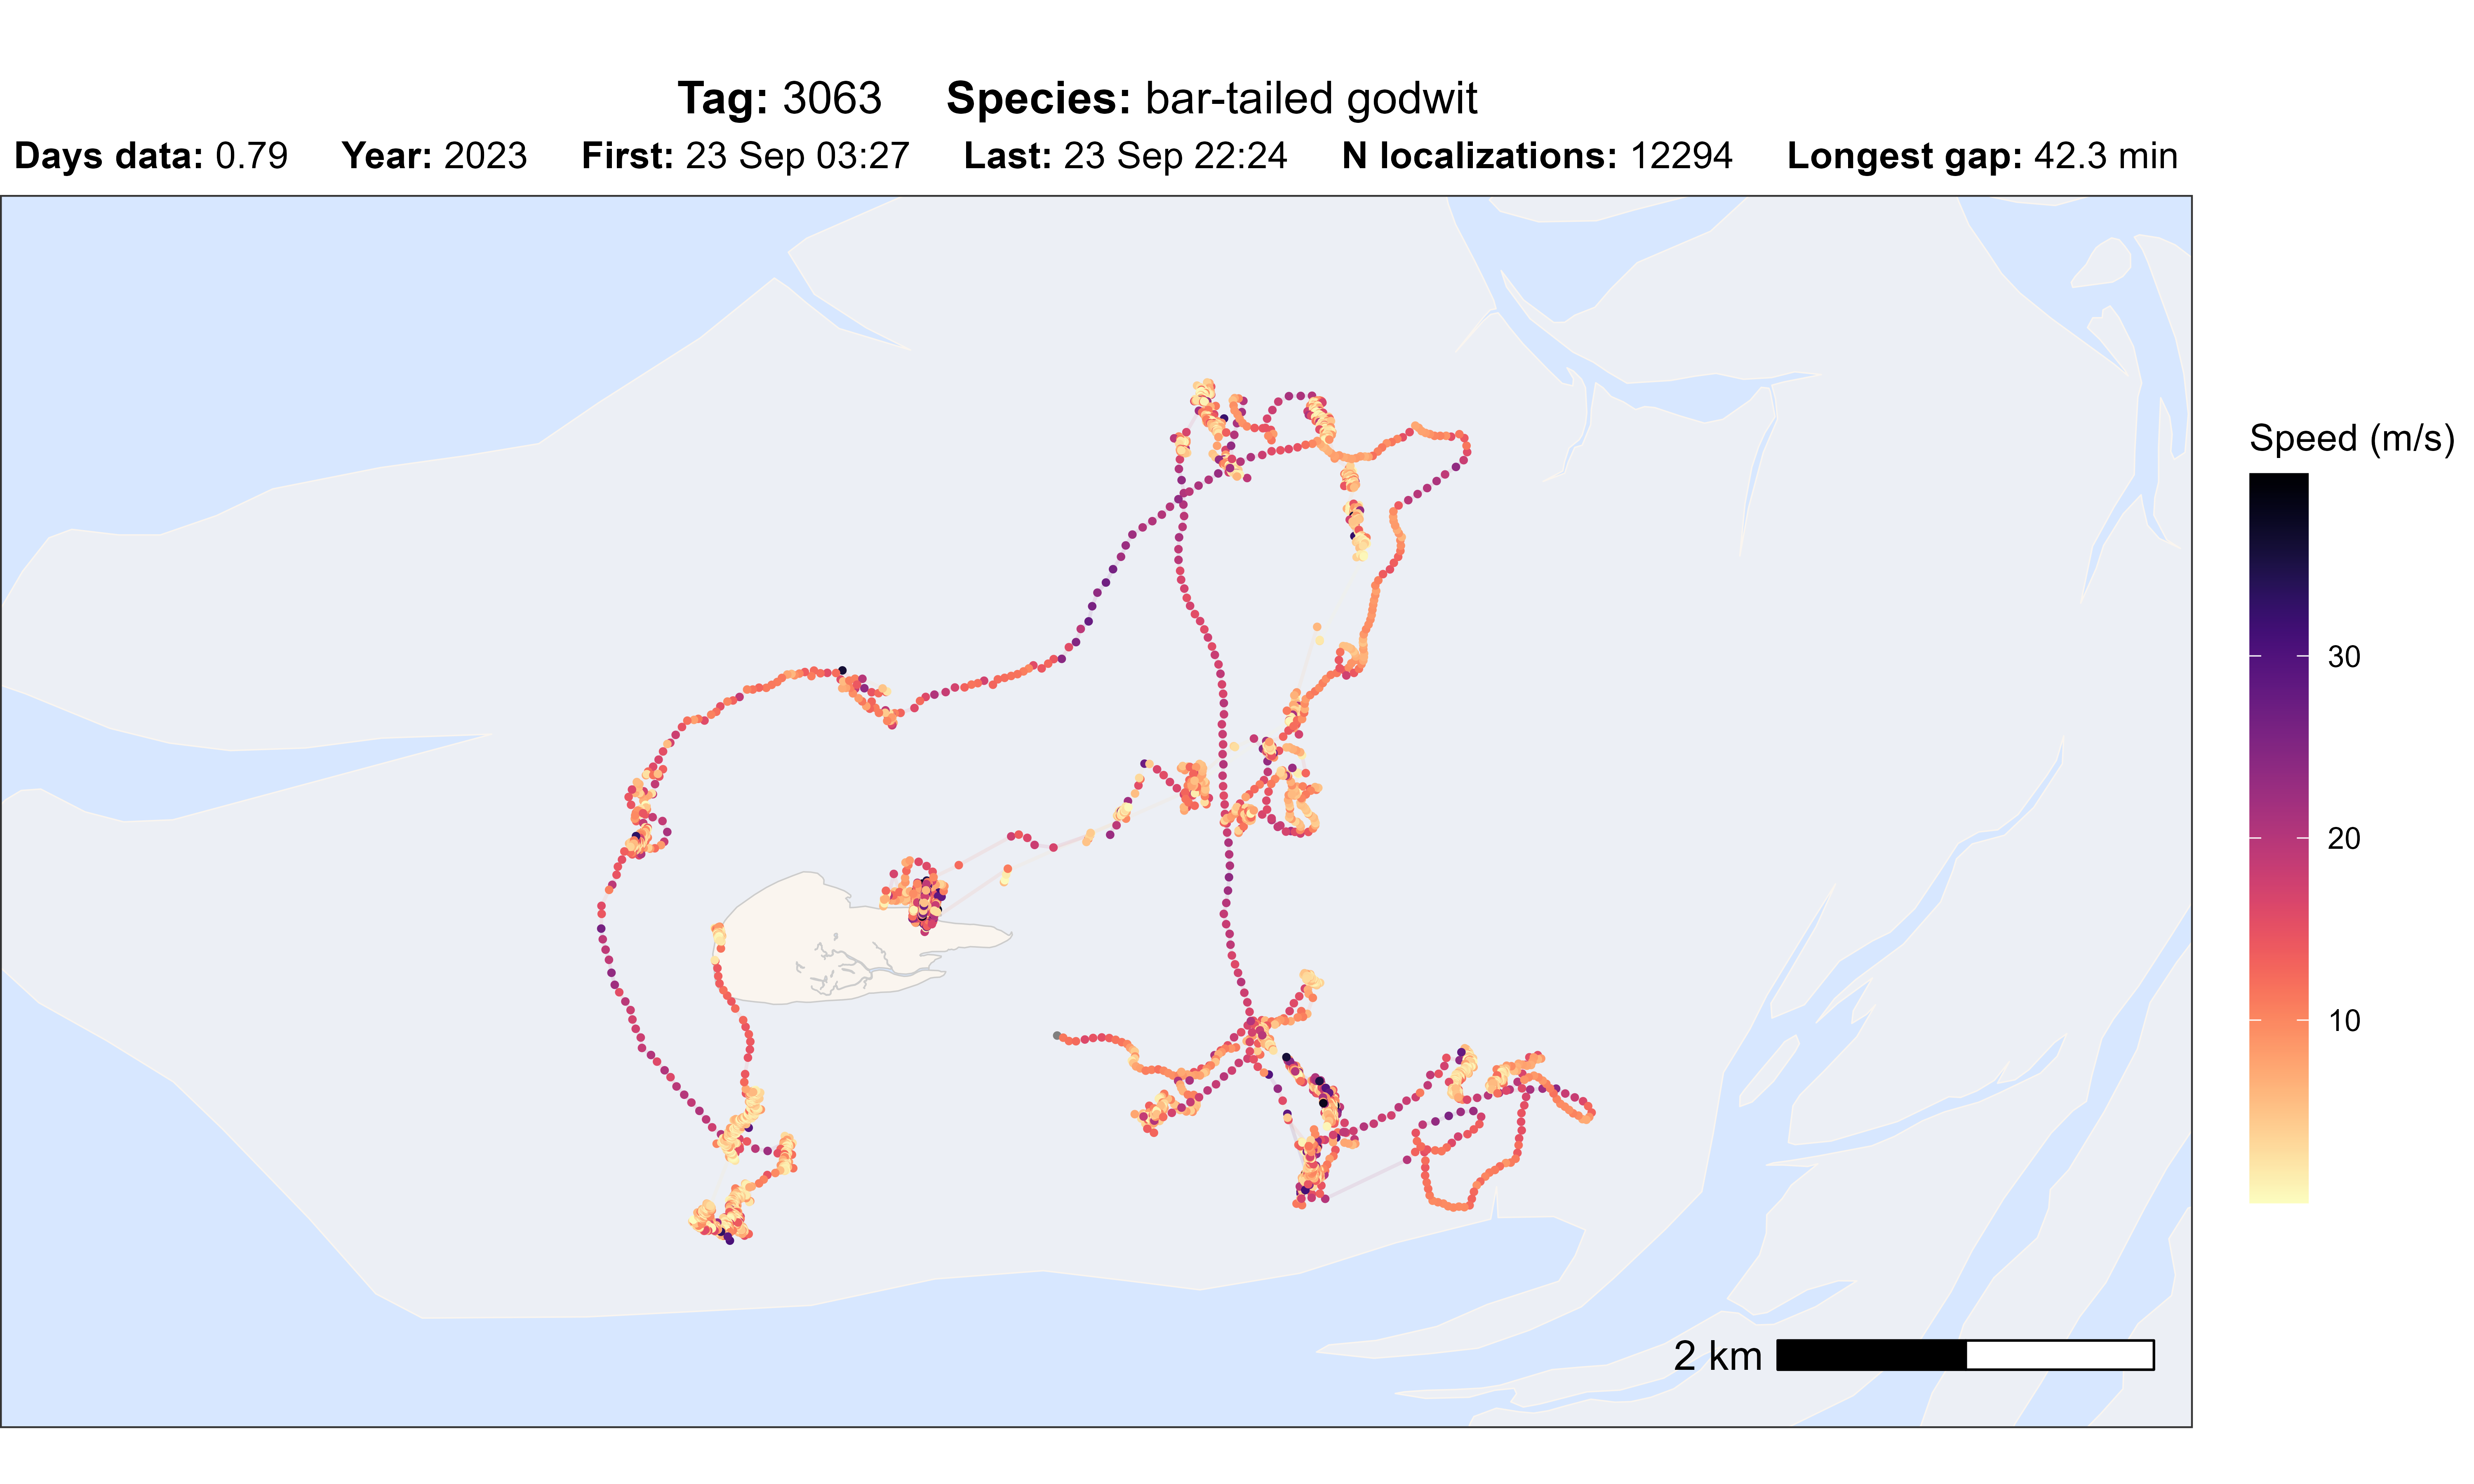 Tag: 3063 Species: bar-tailed godwit
Days data: 0.79 Year: 2023 First: 23 Sep 03:27 Last: 23 Sep 22:24 N localizations: 12294 Longest gap: 42.3 min
Speed (m/s)
30
20
10
2 km